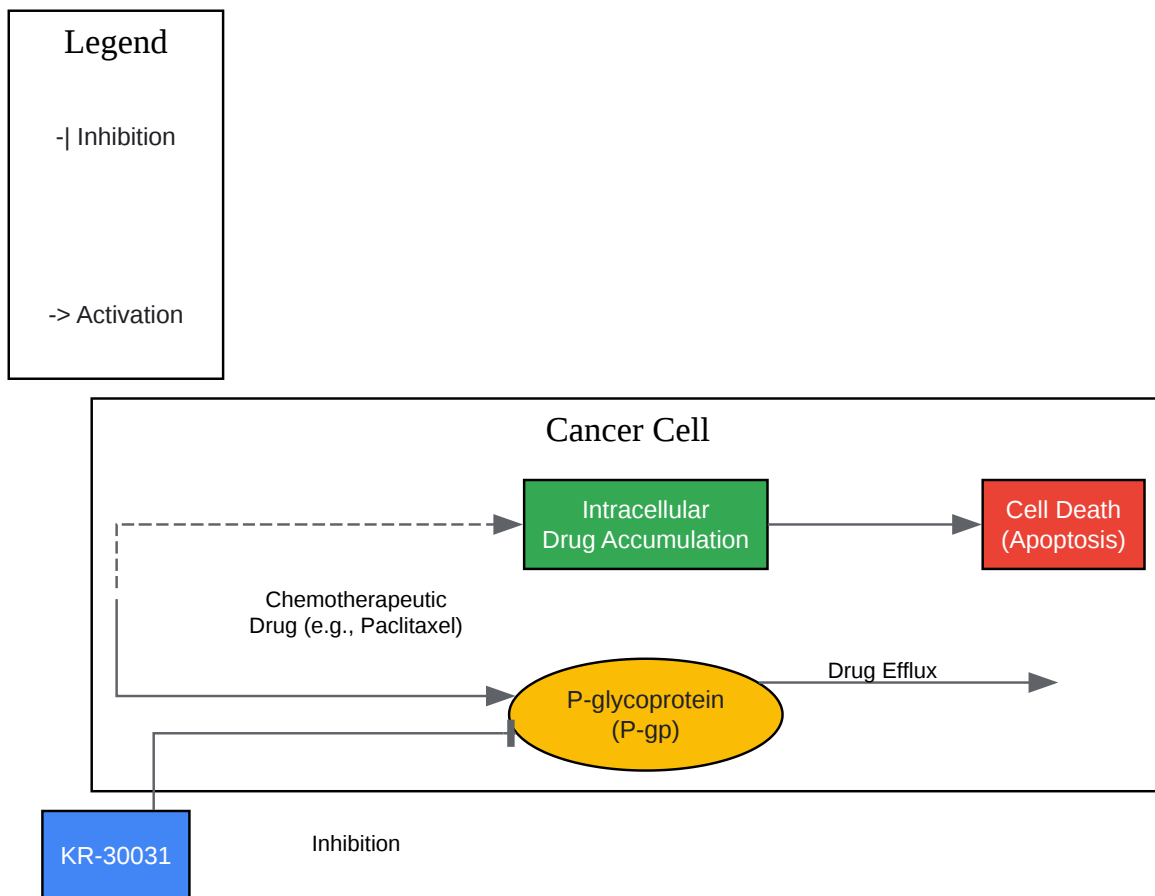 Legend
-| Inhibition
-> Activation
Cancer Cell
Intracellular
Drug Accumulation
Cell Death
(Apoptosis)
Chemotherapeutic
Drug (e.g., Paclitaxel)
P-glycoprotein
(P-gp)
Drug Efflux
KR-30031
Inhibition